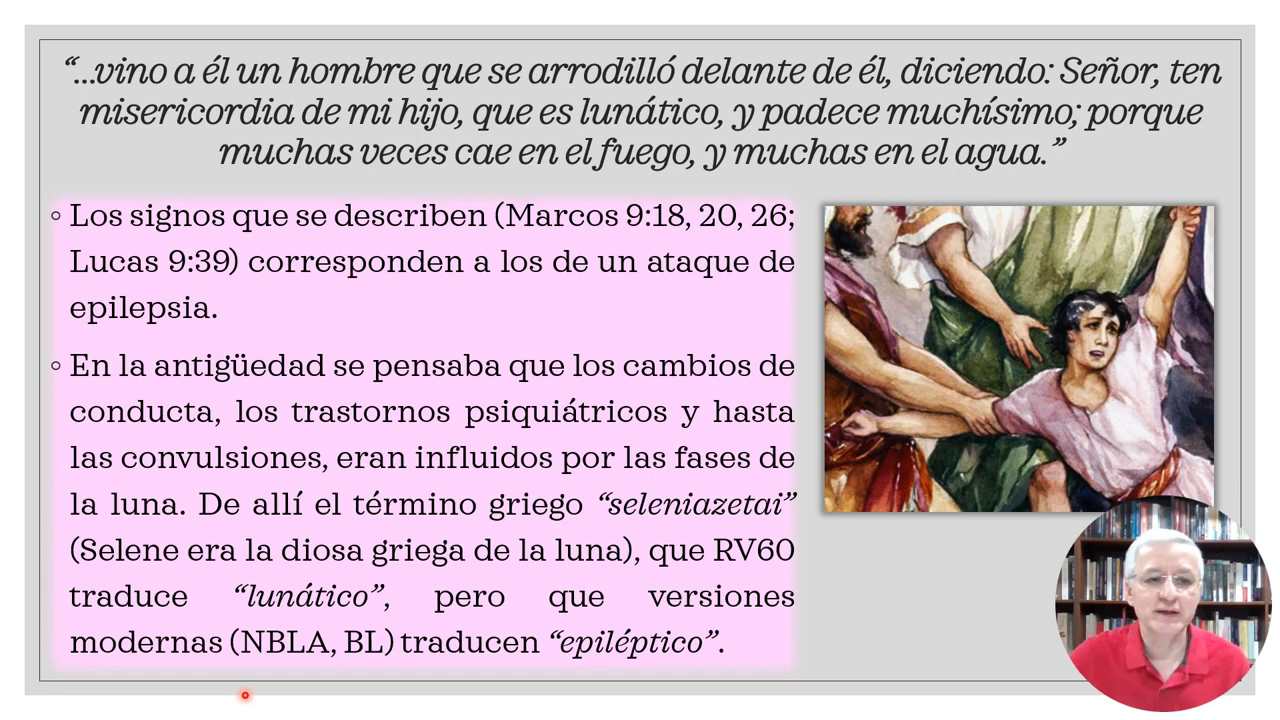 “...vino a él un hombre que se arrodilló delante de él, diciendo: Señor, ten
misericordia de mi hijo, que es lunático, y padece muchísimo; porque
muchas veces cae en el fuego, y muchas en el agua.”
◦ Los signos que se describen (Marcos 9:18, 20, 26;
Lucas 9:39) corresponden a los de un ataque de
epilepsia.
◦ En la antigüedad se pensaba que los cambios de
conducta, los trastornos psiquiátricos y hasta
las convulsiones, eran influidos por las fases de
la luna. De allí el término griego “seleniazetai”
(Selene era la diosa griega de la luna), que RV60
traduce “lunático”, pero que versiones
modernas (NBLA, BL) traducen “epiléptico”.